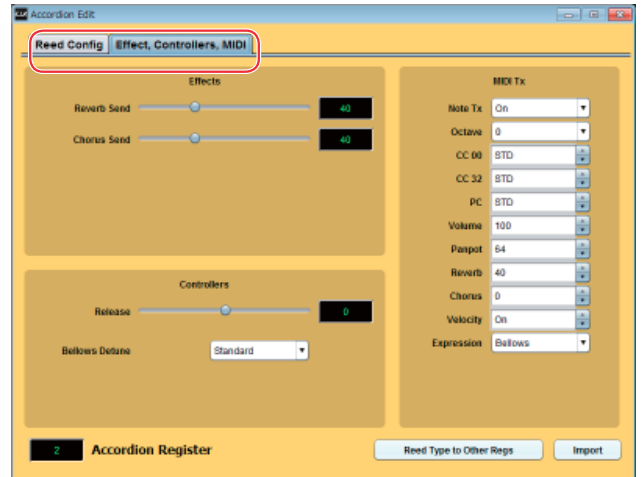 Accordion Edit
Reed Config
Effect, Controllers, MIDI
Effects
Reverb Send 40
Chorus Send 40
Controllers
Release 0
Bellows Detune Standard
MIDI Tx
Note Tx On
Octave 0
CC 00 STD
CC 32 STD
PC STD
Volume 100
Panpot 64
Reverb 40
Chorus 0
Velocity On
Expression Bellows
2 Accordion Register
Reed Type to Other Regs
Import